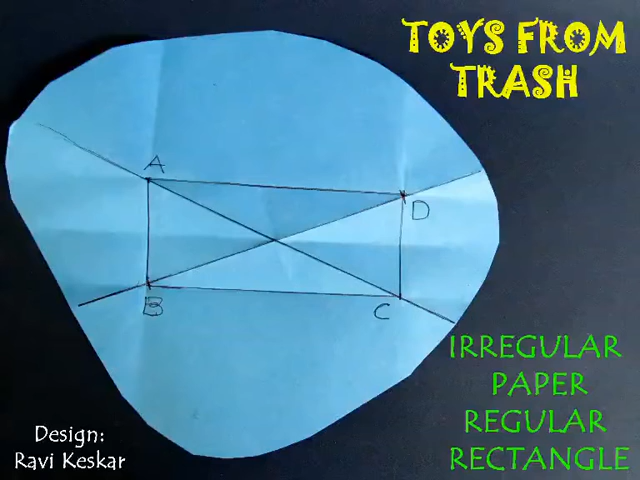 TOYS FROM
TRASH
A
D
B
C
IRREGULAR
PAPER
REGULAR
RECTANGLE
Design:
Ravi Keskar